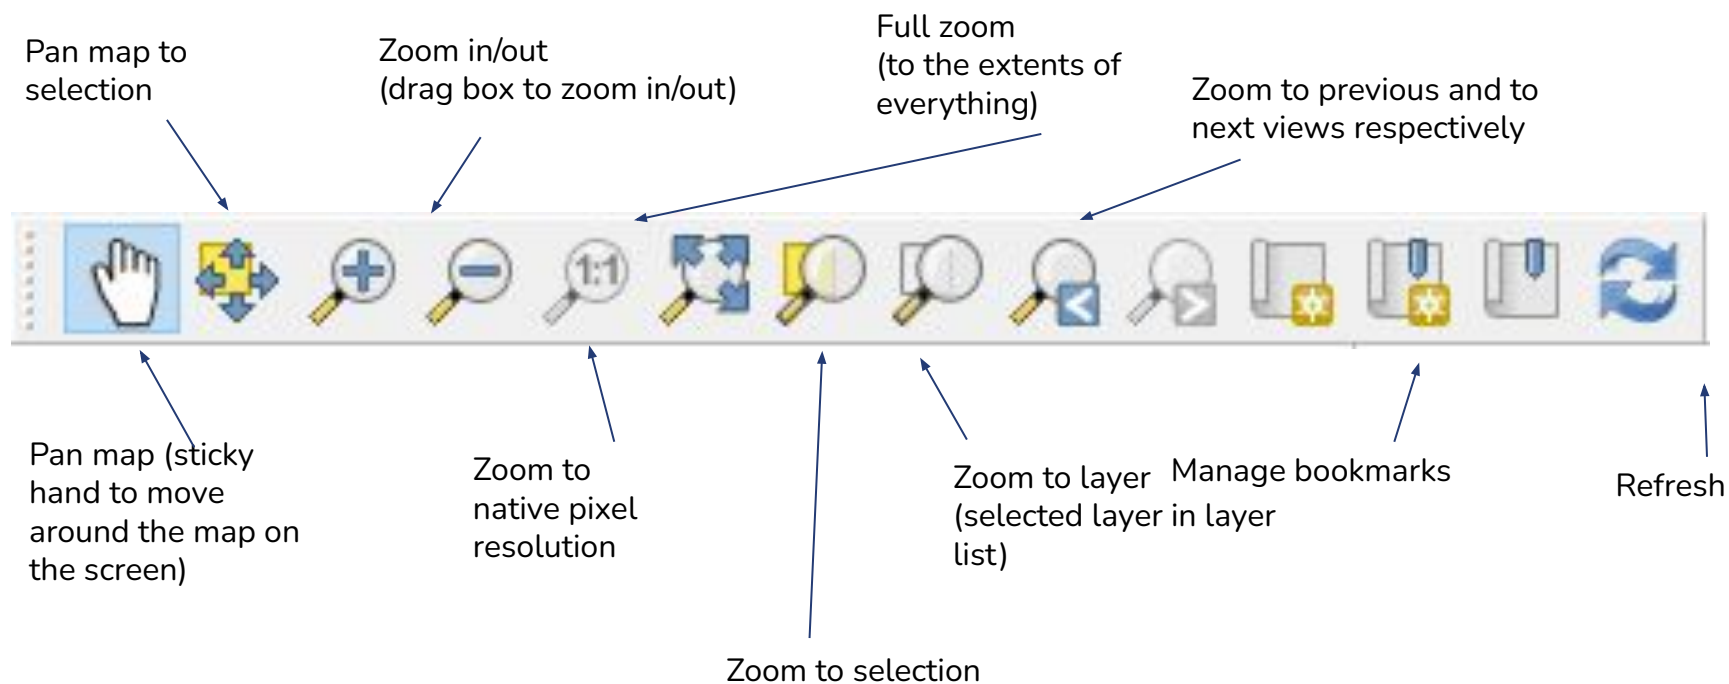 Pan map to
selection
Zoom in/out
(drag box to zoom in/out)
Full zoom
(to the extents of
everything)
Zoom to previous and to
next views respectively
1:1
Pan map (sticky
hand to move
around the map on
the screen)
Zoom to
native pixel
resolution
Zoom to selection
Zoom to layer
(selected layer in layer
list)
Manage bookmarks
Refresh